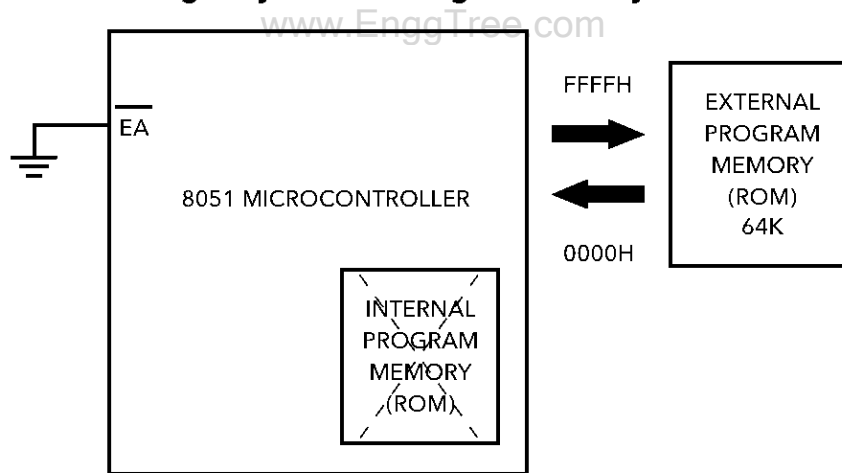 www.EnggTree.com
EA
8051 MICROCONTROLLER
INTERNAL
PROGRAM
MEMORY
(ROM)
FFFFH
0000H
EXTERNAL
PROGRAM
MEMORY
(ROM)
64K